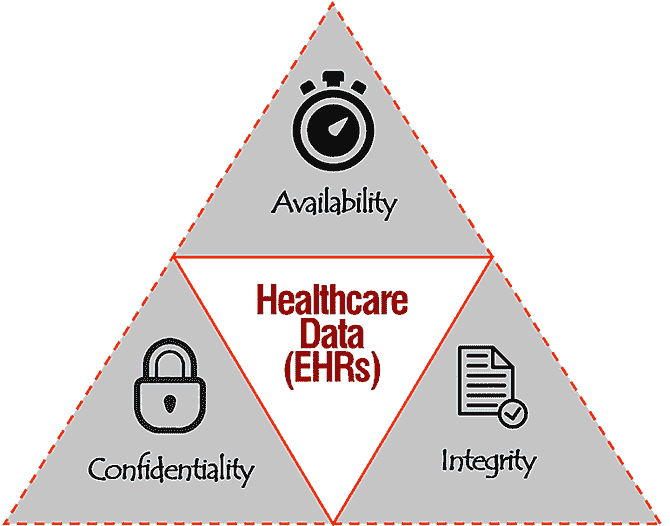 Availability
Healthcare
Data
(EHRs)
Confidentiality
Integrity